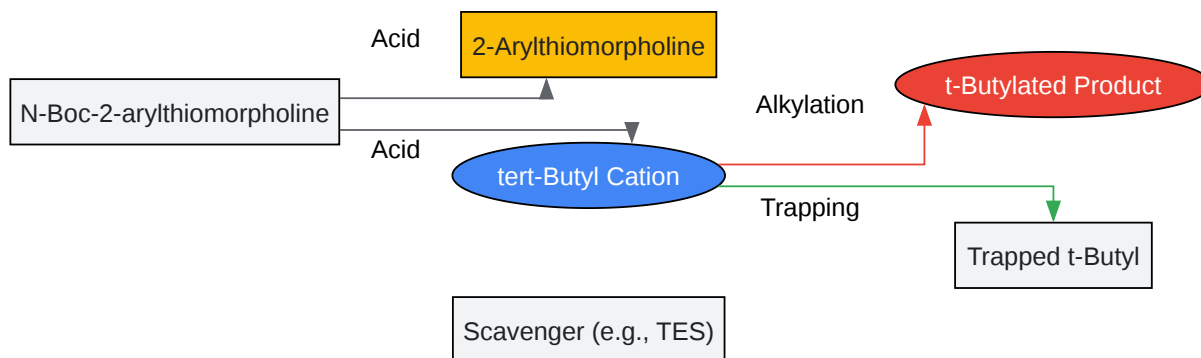 Acid
2-Arylthiomorpholine
N-Boc-2-arylthiomorpholine
Acid
tert-Butyl Cation
Alkylation
t-Butylated Product
Trapping
Trapped t-Butyl
Scavenger (e.g., TES)